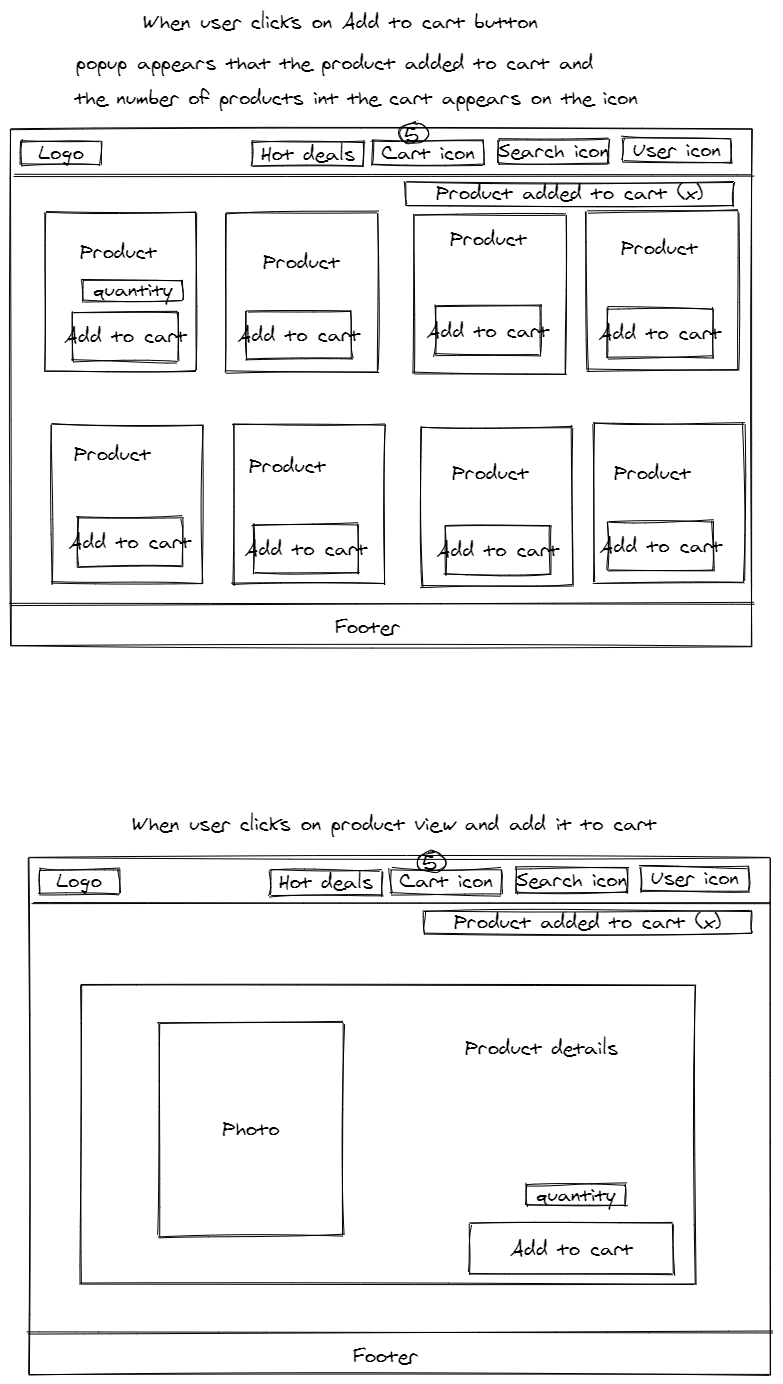 When user clicks on Add to cart button
popup appears that the product added to cart and
the number of products int the cart appears on the icon
5
Logo
Hot deals
Cart icon
Search icon
User icon
Product added to cart (x)
Product
Product
Product
Product
quantity
Add to cart
Add to cart
Add to cart
Add to cart
Product
Product
Product
Product
Add to cart
Add to cart
Add to cart
Add to cart
Footer
When user clicks on product view and add it to cart
5
Logo
Hot deals
Cart icon
Search icon
User icon
Product added to cart (x)
Product details
Photo
quantity
Add to cart
Footer